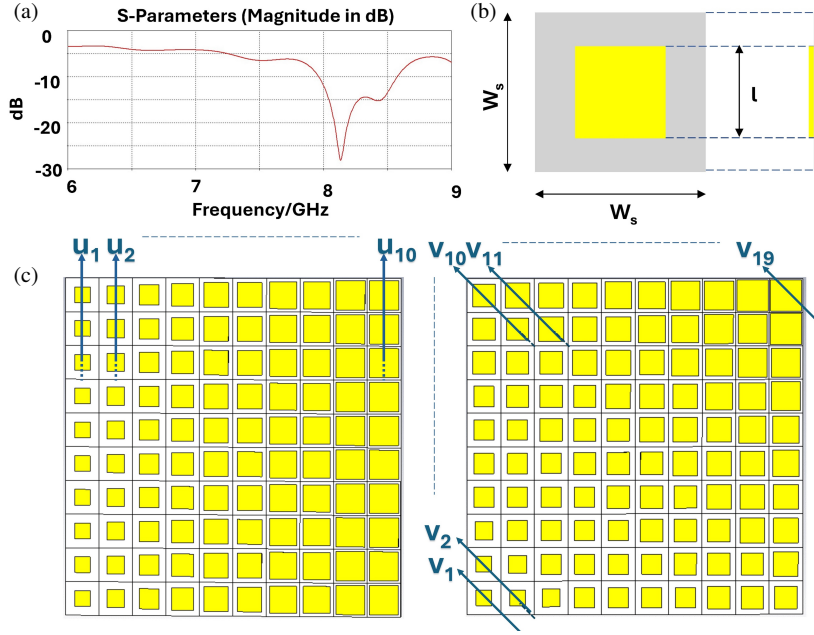 (a)
S-Parameters (Magnitude in dB)
0
-10
-20
-30
dB
6
7
8
9
Frequency/GHz
(b)
Ws
l
Ws
(c)
u1
u2
u10
v10
v11
v19
v2
v1